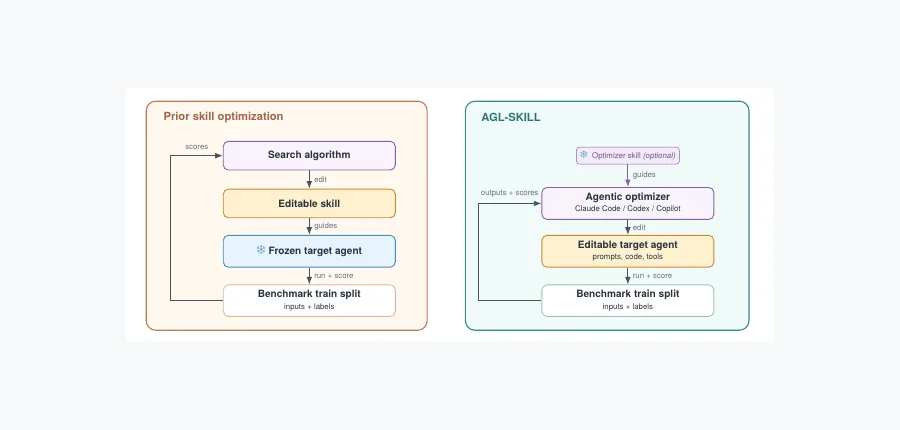 Prior skill optimization
scores
Search algorithm
edit
Editable skill
guides
Frozen target agent
run + score
Benchmark train split
inputs + labels
AGL-SKILL
Optimizer skill (optional)
guides
outputs + scores
Agentic optimizer
Claude Code / Codex / Copilot
edit
Editable target agent
prompts, code, tools
run + score
Benchmark train split
inputs + labels